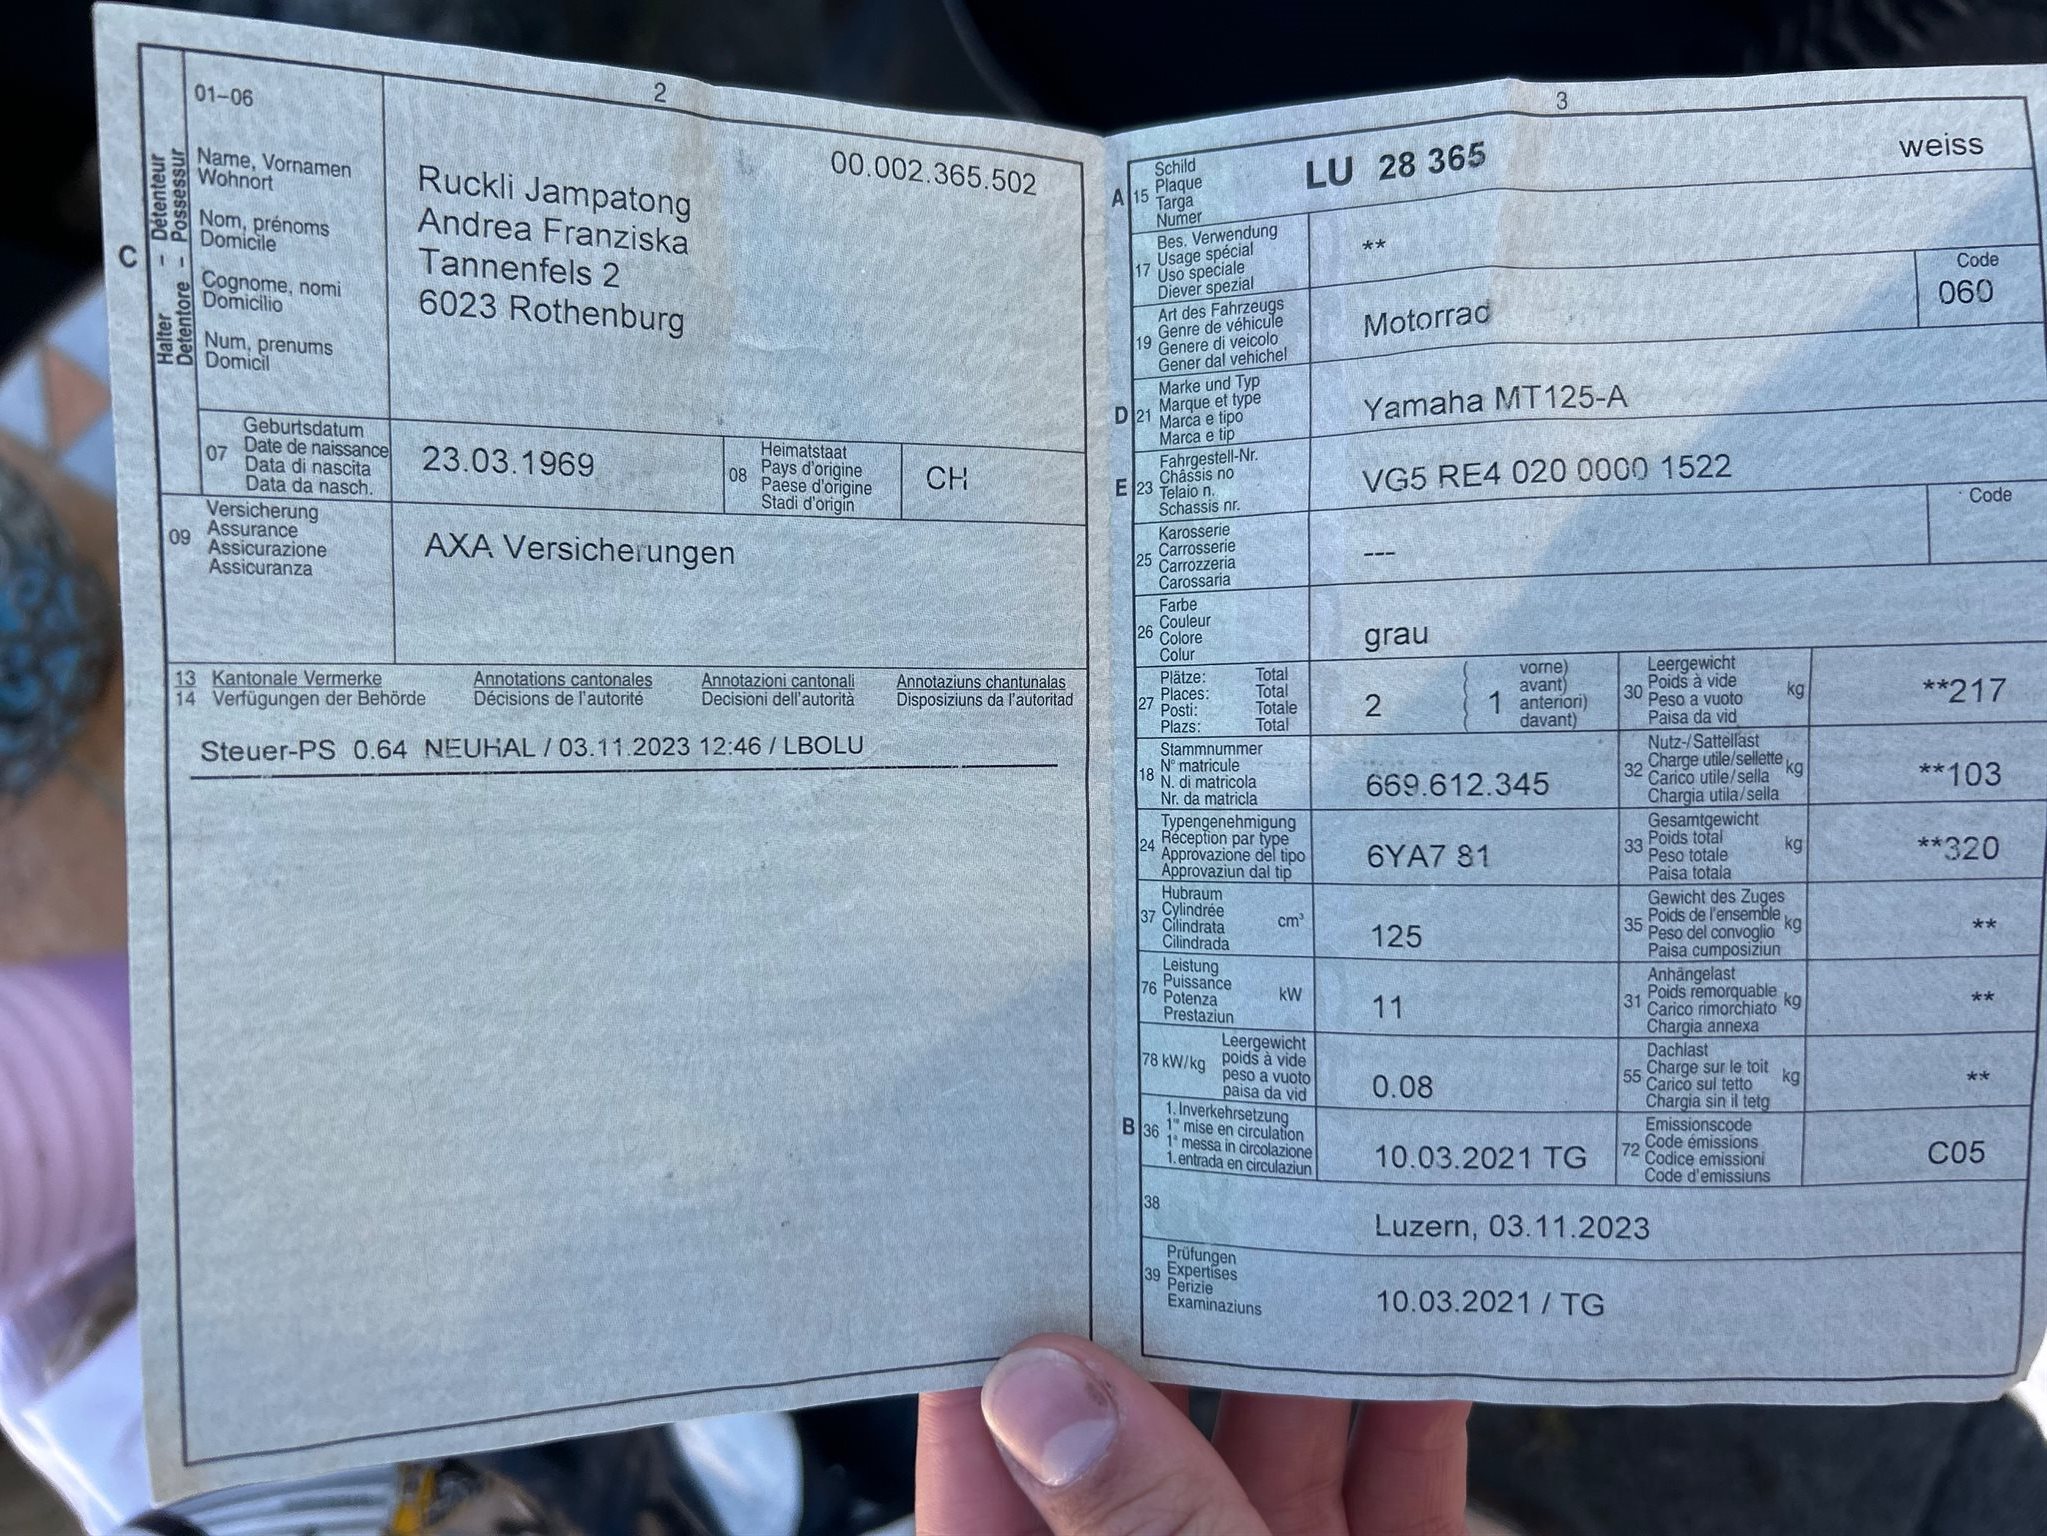 2
01-06
C
Halter - Détenteur
Detentore - Possessur
Name, Vornamen
Wohnort
Nom, prénoms
Domicile
Cognome, nomi
Domicilio
Num, prenums
Domicil
00.002.365.502
Ruckli Jampatong
Andrea Franziska
Tannenfels 2
6023 Rothenburg
07 Geburtsdatum
Date de naissance
Data di nascita
Data da nasch.
23.03.1969
08 Heimatstaat
Pays d'origine
Paese d'origine
Stadi d'origin
CH
09 Versicherung
Assurance
Assicurazione
Assicuranza
AXA Versicherungen
13 Kantonale Vermerke Annotations cantonales Annotazioni cantonali Annotaziuns chantunalas
14 Verfügungen der Behörde Décisions de l'autorité Decisioni dell'autorità Disposiziuns da l'autoritad
Steuer-PS 0.64 NEUHAL / 03.11.2023 12:46 / LBOLU
3
A 15 Schild
Plaque
Targa
Numer
LU 28 365 weiss
17 Bes. Verwendung
Usage spécial
Uso speciale
Diever spezial
**
19 Art des Fahrzeugs
Genre de véhicule
Genere di veicolo
Gener dal vehichel
Motorrad
Code
060
D 21 Marke und Typ
Marque et type
Marca e tipo
Marca e tip
Yamaha MT125-A
E 23 Fahrgestell-Nr.
Châssis no
Telaio n.
Schassis nr.
VG5 RE4 020 0000 1522
25 Karosserie
Carrosserie
Carrozzeria
Carossaria
---
Code
26 Farbe
Couleur
Colore
Colur
grau
27 Plätze: Total
Places: Total
Posti: Totale
Plazs: Total
2 ( 1 vorne)
( avant)
( anteriori)
( davant)
30 Leergewicht
Poids à vide
Peso a vuoto
Paisa da vid
kg
**217
18 Stammnummer
N° matricule
N. di matricola
Nr. da matricla
669.612.345
32 Nutz-/Sattellast
Charge utile/sellette
Carico utile/sella
Chargia utila/sella
kg
**103
24 Typengenehmigung
Réception par type
Approvazione del tipo
Approvaziun dal tip
6YA7 81
33 Gesamtgewicht
Poids total
Peso totale
Paisa totala
kg
**320
37 Hubraum
Cylindrée
Cilindrata
Cilindrada
cm³
125
35 Gewicht des Zuges
Poids de l'ensemble
Peso del convoglio
Paisa cumposiziun
kg
**
76 Leistung
Puissance
Potenza
Prestaziun
kW
11
31 Anhängelast
Poids remorquable
Carico rimorchiato
Chargia annexa
kg
**
78 kW/kg Leergewicht
poids à vide
peso a vuoto
paisa da vid
0.08
55 Dachlast
Charge sur le toit
Carico sul tetto
Chargia sin il tetg
kg
**
B 36 1. Inverkehrsetzung
1re mise en circulation
1a messa in circolazione
1. entrada en circulaziun
10.03.2021 TG
72 Emissionscode
Code émissions
Codice emissioni
Code d'emissiuns
C05
38
Luzern, 03.11.2023
39 Prüfungen
Expertises
Perizie
Examinaziuns
10.03.2021 / TG